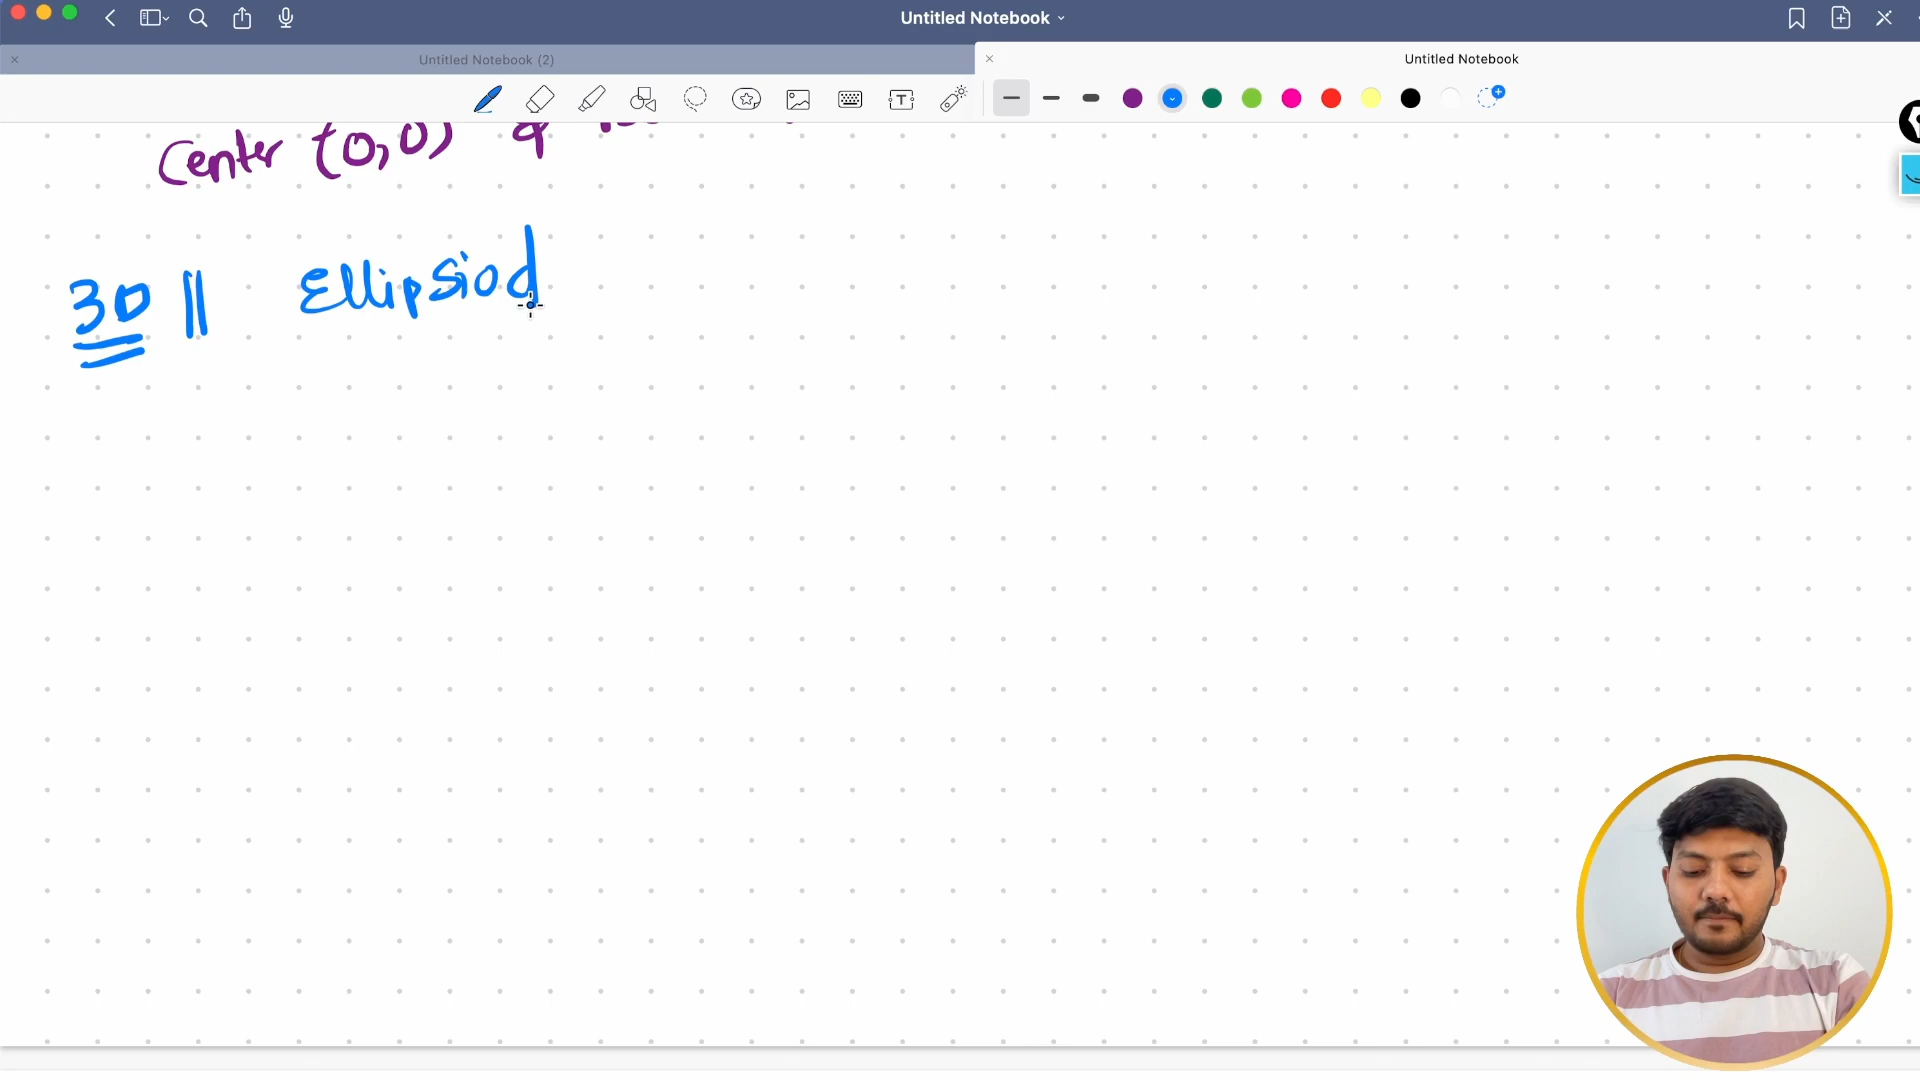 Untitled Notebook
Untitled Notebook (2)
Untitled Notebook
Center (0,0) &
3D || Ellipsiod